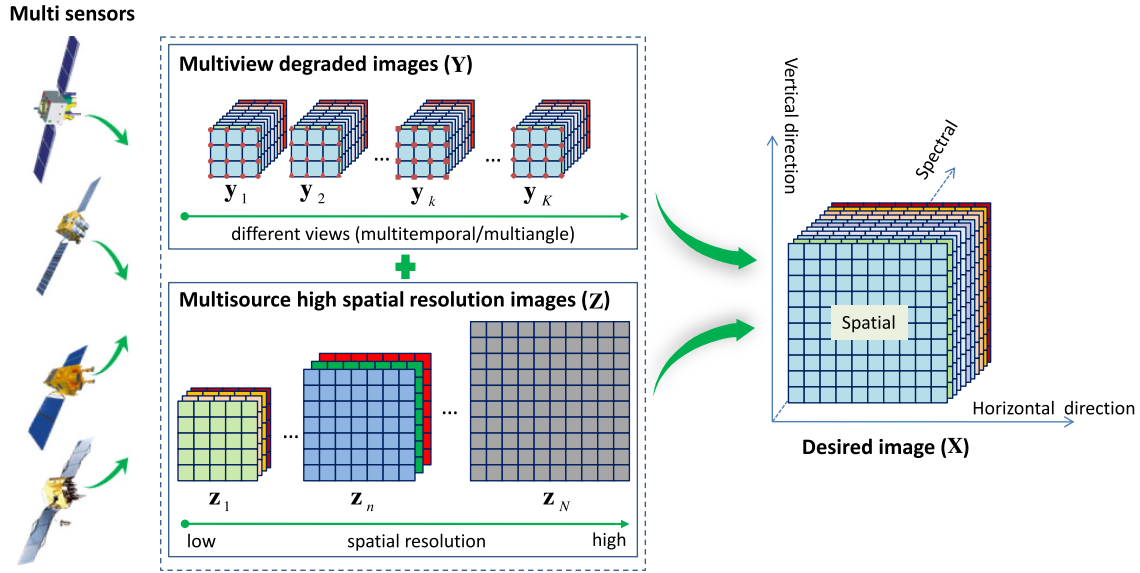 Multi sensors
Multiview degraded images (Y)
... ...
y1 y2 yk yK
different views (multitemporal/multiangle)
Multisource high spatial resolution images (Z)
... ...
z1 zn zN
low spatial resolution high
Vertical direction
Spectral
Spatial
Horizontal direction
Desired image (X)